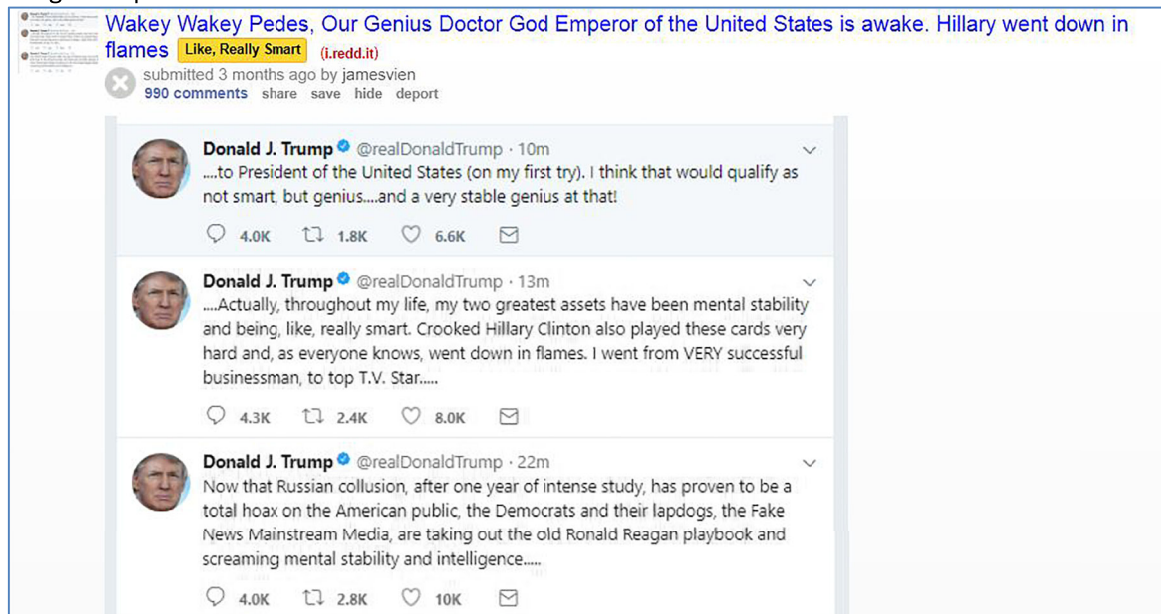 Wakey Wakey Pedes, Our Genius Doctor God Emperor of the United States is awake. Hillary went down in
flames Like, Really Smart (i.redd.it)
submitted 3 months ago by jamesvien
990 comments share save hide deport
Donald J. Trump @realDonaldTrump · 10m
....to President of the United States (on my first try). I think that would qualify as
not smart, but genius....and a very stable genius at that!
4.0K 1.8K 6.6K
Donald J. Trump @realDonaldTrump · 13m
....Actually, throughout my life, my two greatest assets have been mental stability
and being, like, really smart. Crooked Hillary Clinton also played these cards very
hard and, as everyone knows, went down in flames. I went from VERY successful
businessman, to top T.V. Star.....
4.3K 2.4K 8.0K
Donald J. Trump @realDonaldTrump · 22m
Now that Russian collusion, after one year of intense study, has proven to be a
total hoax on the American public, the Democrats and their lapdogs, the Fake
News Mainstream Media, are taking out the old Ronald Reagan playbook and
screaming mental stability and intelligence.....
4.0K 2.8K 10K